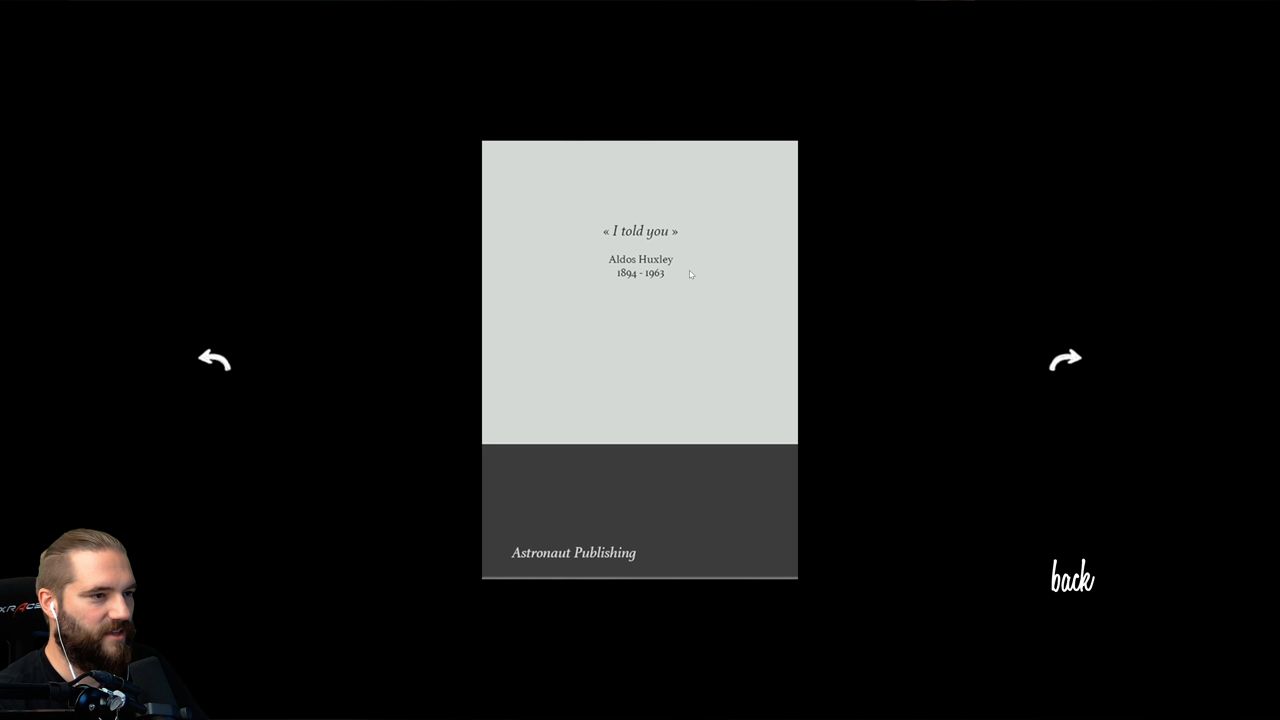 « I told you »
Aldos Huxley
1894 - 1963
Astronaut Publishing
back